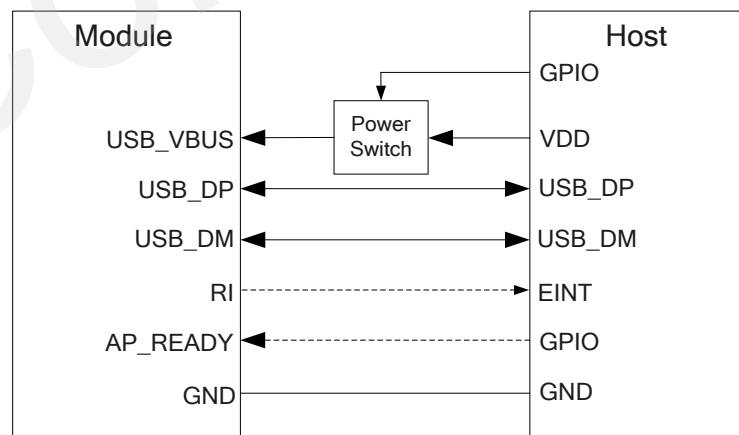 Module
Host
GPIO
Power
Switch
USB_VBUS
VDD
USB_DP
USB_DP
USB_DM
USB_DM
RI
EINT
AP_READY
GPIO
GND
GND